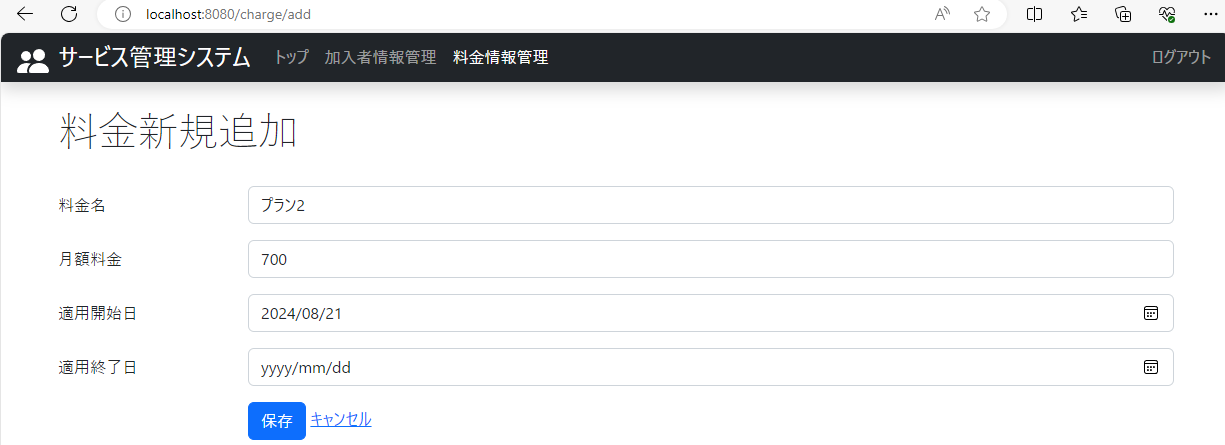 localhost:8080/charge/add
サービス管理システム トップ 加入者情報管理 料金情報管理 ログアウト
料金新規追加
料金名 プラン2
月額料金 700
適用開始日 2024/08/21
適用終了日 yyyy/mm/dd
保存 キャンセル